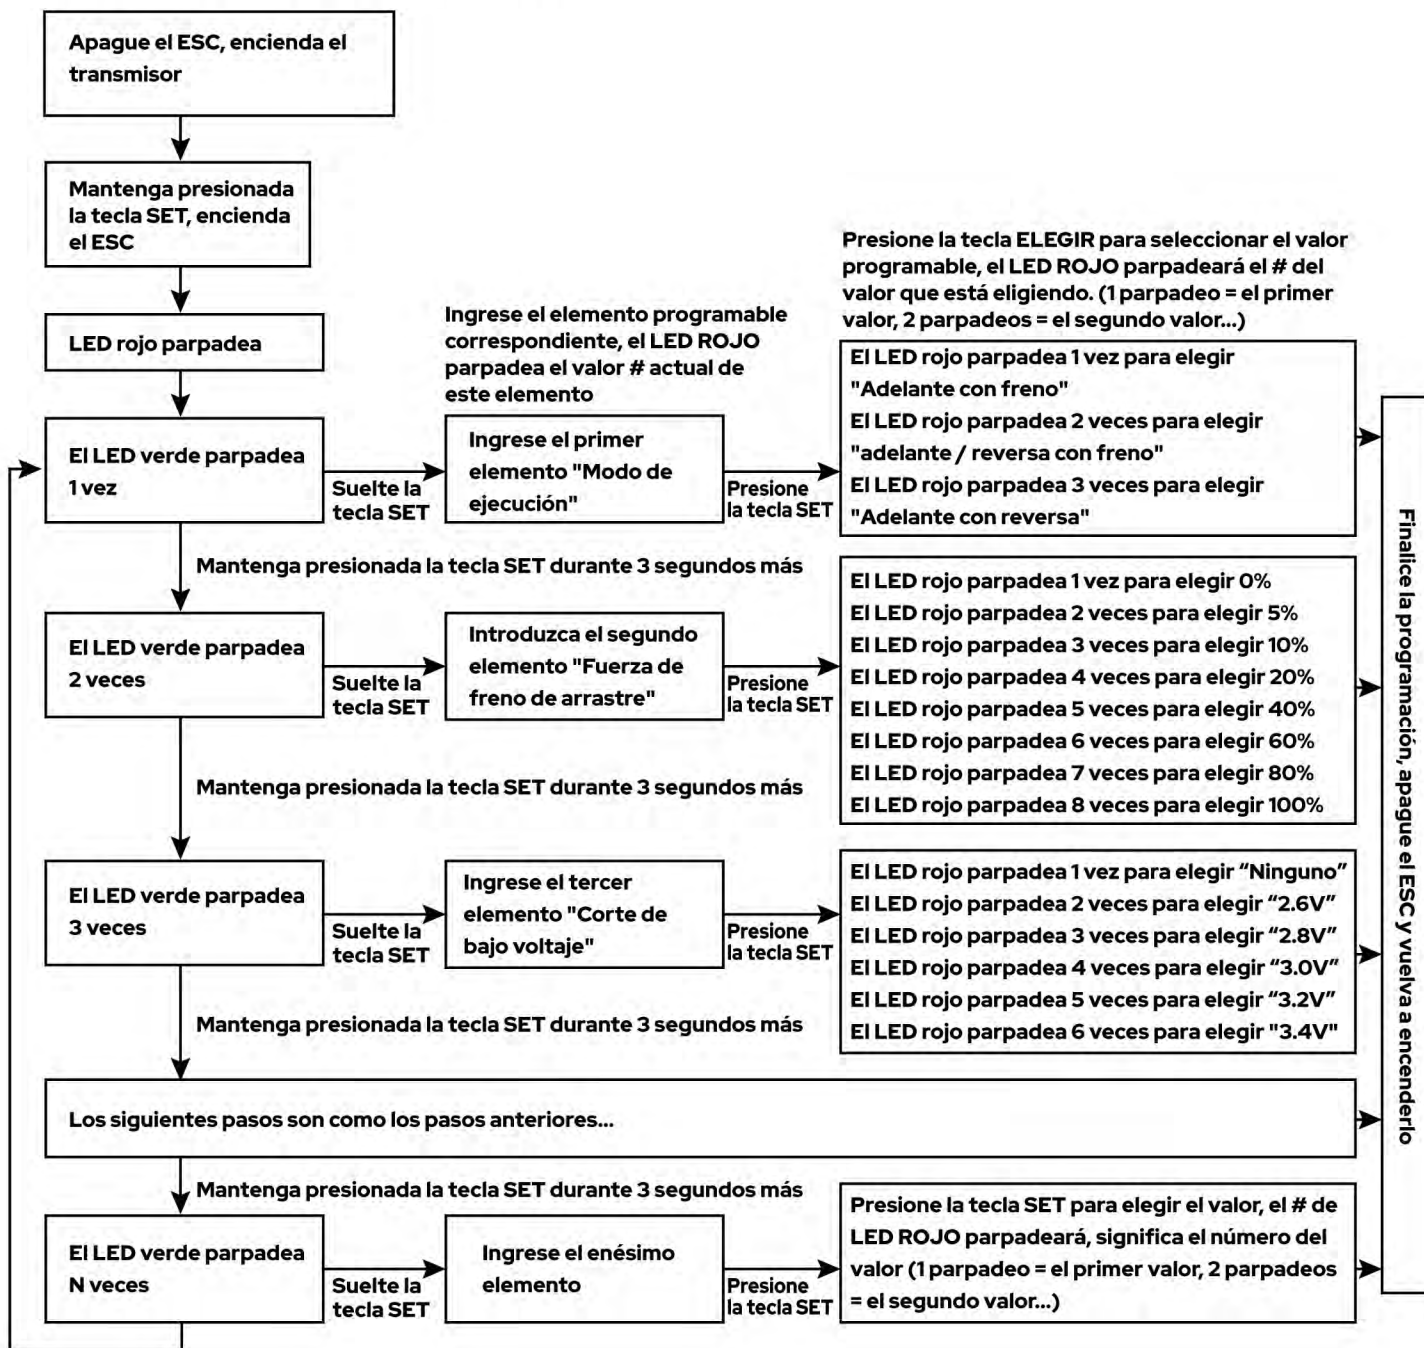 Apague el ESC, encienda el
transmisor
Mantenga presionada
la tecla SET, encienda
el ESC
LED rojo parpadea
Ingrese el elemento programable
correspondiente, el LED ROJO
parpadea el valor # actual de
este elemento
Presione la tecla ELEGIR para seleccionar el valor
programable, el LED ROJO parpadeará el # del
valor que está eligiendo. (1 parpadeo = el primer
valor, 2 parpadeos = el segundo valor...)
El LED verde parpadea
1 vez
Suelte la
tecla SET
Ingrese el primer
elemento "Modo de
ejecución"
Presione
la tecla SET
El LED rojo parpadea 1 vez para elegir
"Adelante con freno"
El LED rojo parpadea 2 veces para elegir
"adelante / reversa con freno"
El LED rojo parpadea 3 veces para elegir
"Adelante con reversa"
Mantenga presionada la tecla SET durante 3 segundos más
El LED verde parpadea
2 veces
Suelte la
tecla SET
Introduzca el segundo
elemento "Fuerza de
freno de arrastre"
Presione
la tecla SET
El LED rojo parpadea 1 vez para elegir 0%
El LED rojo parpadea 2 veces para elegir 5%
El LED rojo parpadea 3 veces para elegir 10%
El LED rojo parpadea 4 veces para elegir 20%
El LED rojo parpadea 5 veces para elegir 40%
El LED rojo parpadea 6 veces para elegir 60%
El LED rojo parpadea 7 veces para elegir 80%
El LED rojo parpadea 8 veces para elegir 100%
Mantenga presionada la tecla SET durante 3 segundos más
El LED verde parpadea
3 veces
Suelte la
tecla SET
Ingrese el tercer
elemento "Corte de
bajo voltaje"
Presione
la tecla SET
El LED rojo parpadea 1 vez para elegir “Ninguno”
El LED rojo parpadea 2 veces para elegir “2.6V”
El LED rojo parpadea 3 veces para elegir “2.8V”
El LED rojo parpadea 4 veces para elegir “3.0V”
El LED rojo parpadea 5 veces para elegir “3.2V”
El LED rojo parpadea 6 veces para elegir "3.4V"
Mantenga presionada la tecla SET durante 3 segundos más
Los siguientes pasos son como los pasos anteriores...
Mantenga presionada la tecla SET durante 3 segundos más
El LED verde parpadea
N veces
Suelte la
tecla SET
Ingrese el enésimo
elemento
Presione
la tecla SET
Presione la tecla SET para elegir el valor, el # de
LED ROJO parpadeará, significa el número del
valor (1 parpadeo = el primer valor, 2 parpadeos
= el segundo valor...)
Finalice la programación, apague el ESC y vuelva a encenderlo